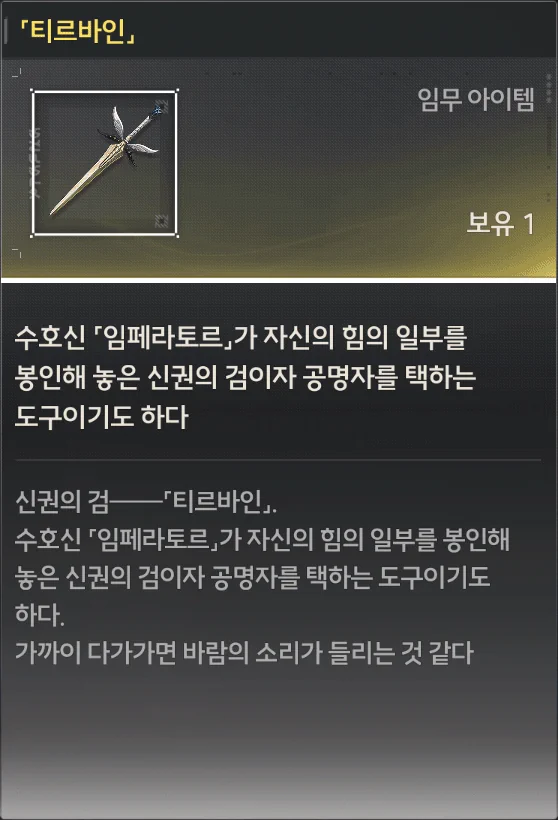 「티르바인」
임무 아이템
보유 1
수호신 「임페라토르」가 자신의 힘의 일부를
봉인해 놓은 신권의 검이자 공명자를 택하는
도구이기도 하다
신권의 검——「티르바인」.
수호신 「임페라토르」가 자신의 힘의 일부를 봉인해
놓은 신권의 검이자 공명자를 택하는 도구이기도
하다.
가까이 다가가면 바람의 소리가 들리는 것 같다